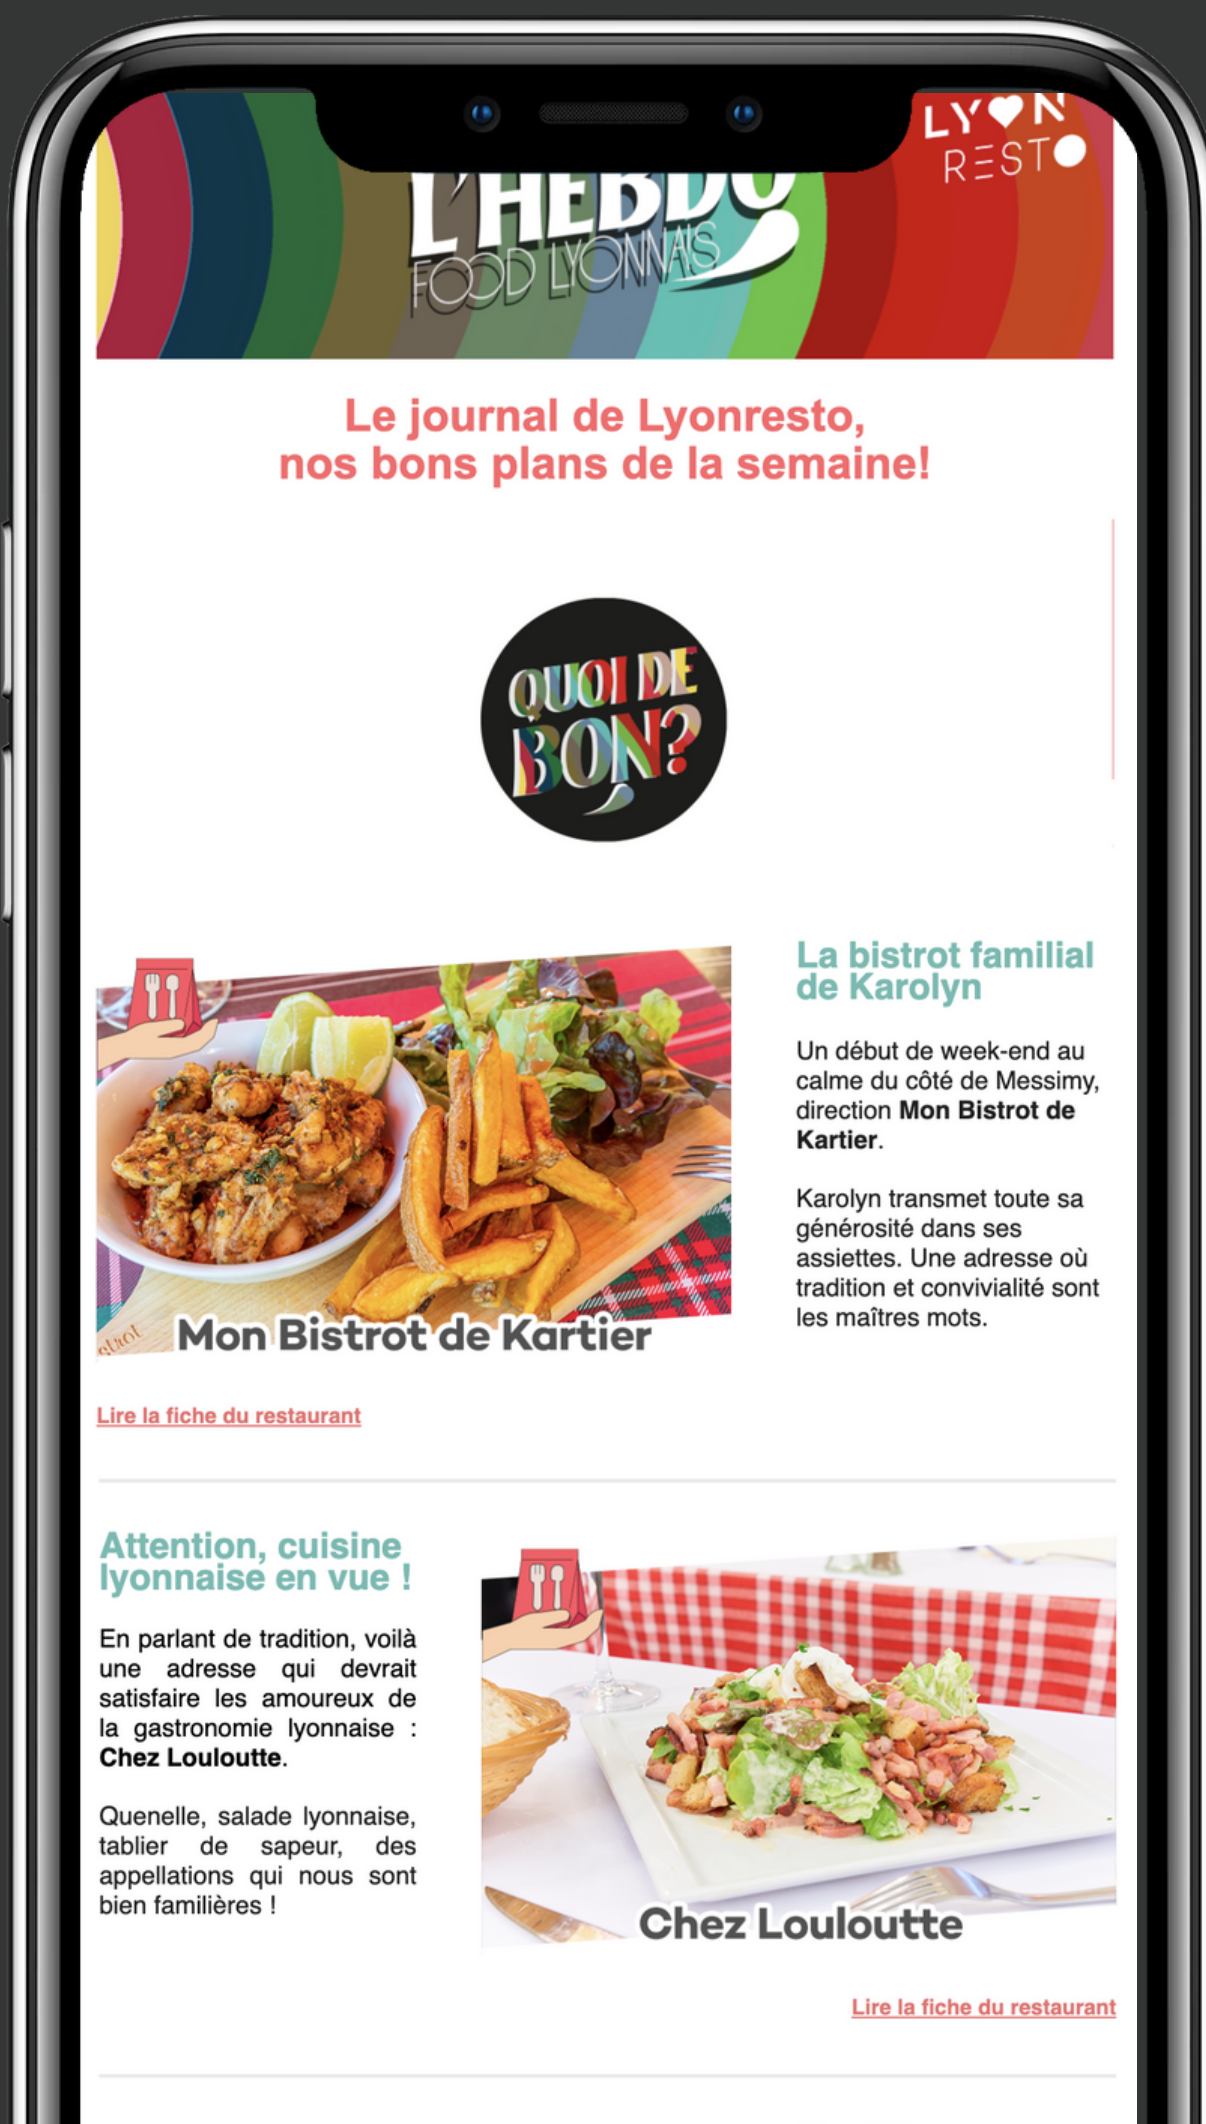 LYON
RESTO
L'HEBDO
FOOD LYONNAIS
Le journal de Lyonresto,
nos bons plans de la semaine!
QUOI DE
BON?
La bistrot familial
de Karolyn
Un début de week-end au
calme du côté de Messimy,
direction Mon Bistrot de
Kartier.
Karolyn transmet toute sa
générosité dans ses
assiettes. Une adresse où
tradition et convivialité sont
les maîtres mots.
Mon Bistrot de Kartier
Lire la fiche du restaurant
Attention, cuisine
lyonnaise en vue !
En parlant de tradition, voilà
une adresse qui devrait
satisfaire les amoureux de
la gastronomie lyonnaise :
Chez Louloutte.
Quenelle, salade lyonnaise,
tablier de sapeur, des
appellations qui nous sont
bien familières !
Chez Louloutte
Lire la fiche du restaurant